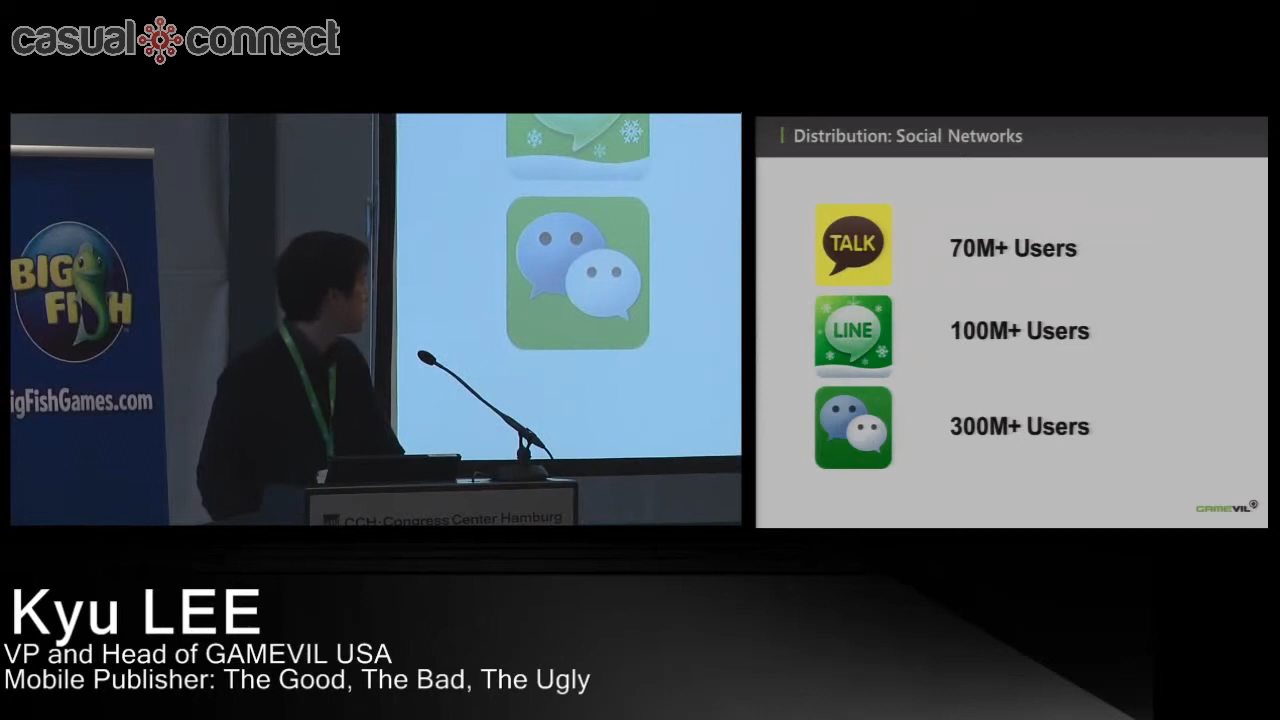 casual connect
BIG
FISH
igFishGames.com
CCH-Congress Center Hamburg
Distribution: Social Networks
TALK
70M+ Users
LINE
100M+ Users
300M+ Users
GAMEVIL
Kyu LEE
VP and Head of GAMEVIL USA
Mobile Publisher: The Good, The Bad, The Ugly